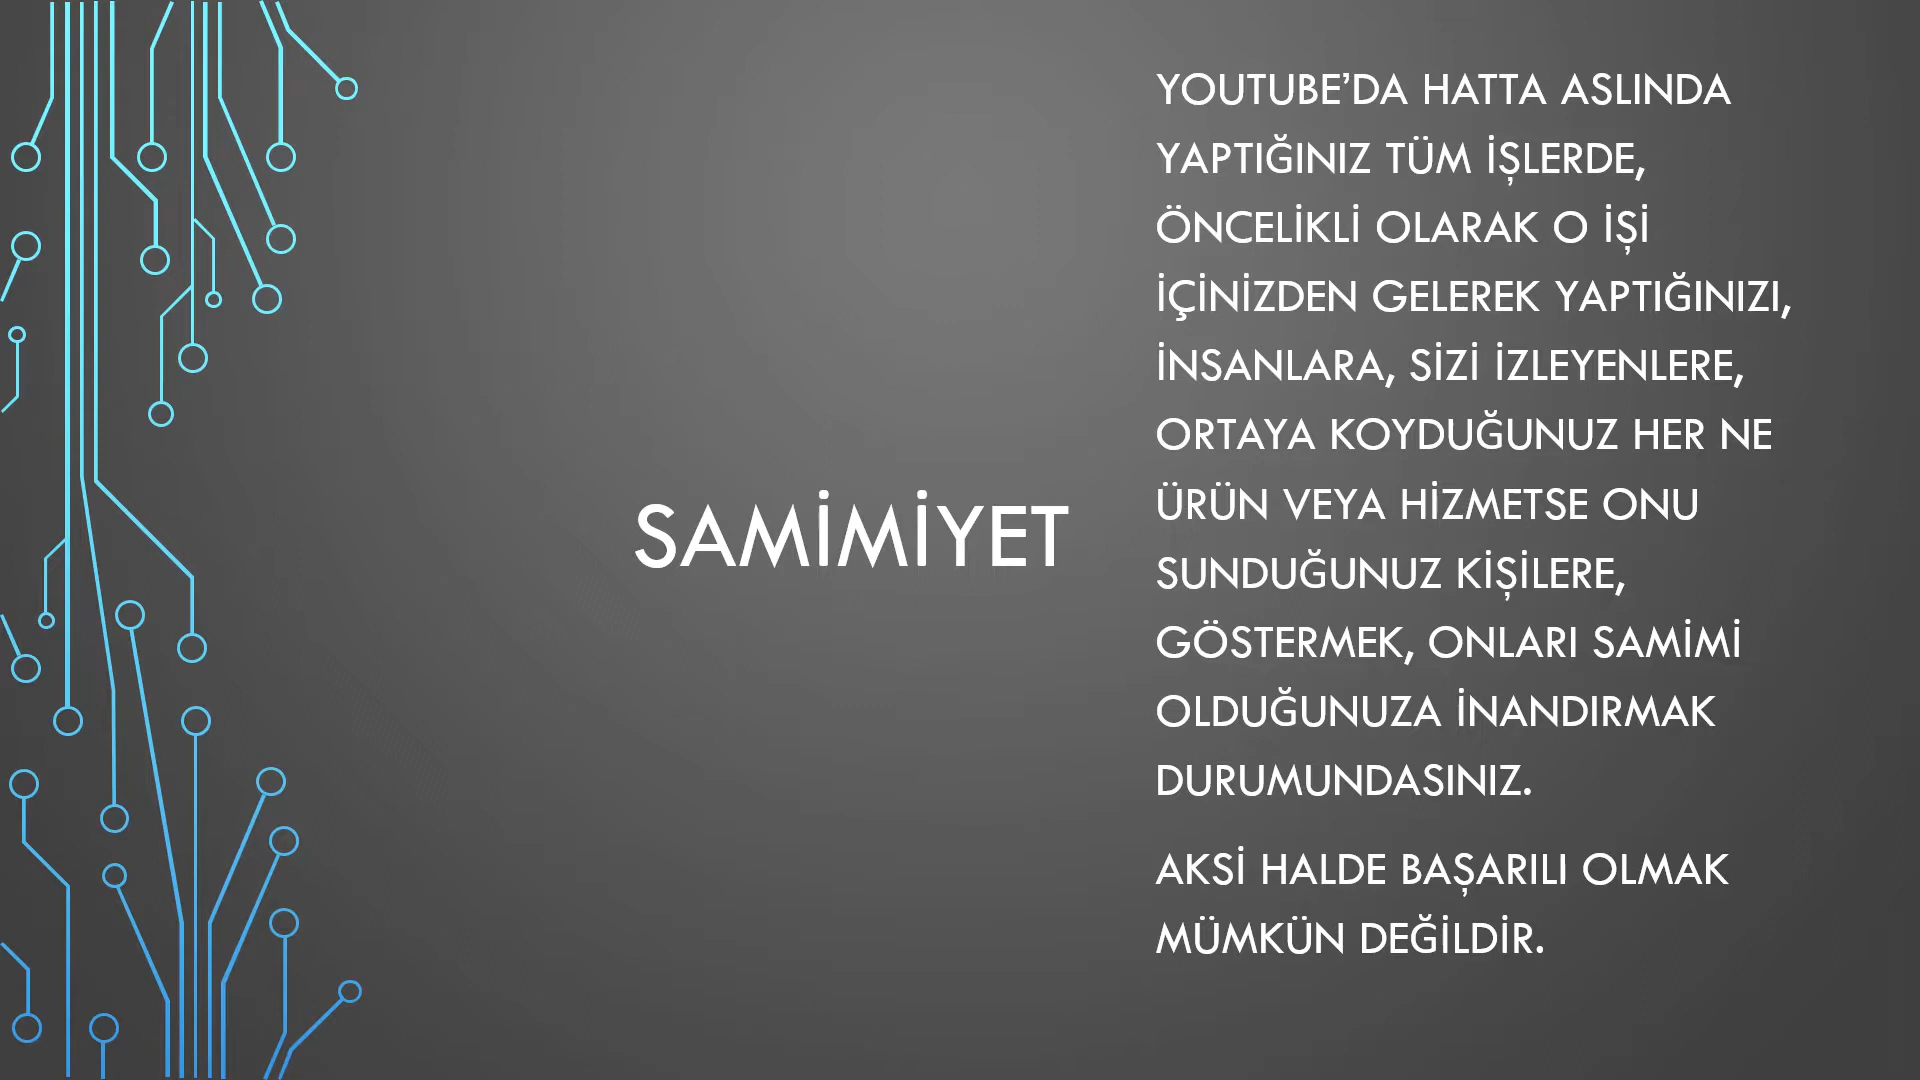 SAMİMİYET
YOUTUBE’DA HATTA ASLINDA
YAPTIĞINIZ TÜM İŞLERDE,
ÖNCELİKLİ OLARAK O İŞİ
İÇİNİZDEN GELEREK YAPTIĞINIZI,
İNSANLARA, SİZİ İZLEYENLERE,
ORTAYA KOYDUĞUNUZ HER NE
ÜRÜN VEYA HİZMETSE ONU
SUNDUĞUNUZ KİŞİLERE,
GÖSTERMEK, ONLARI SAMİMİ
OLDUĞUNUZA İNANDIRMAK
DURUMUNDASINIZ.
AKSİ HALDE BAŞARILI OLMAK
MÜMKÜN DEĞİLDİR.